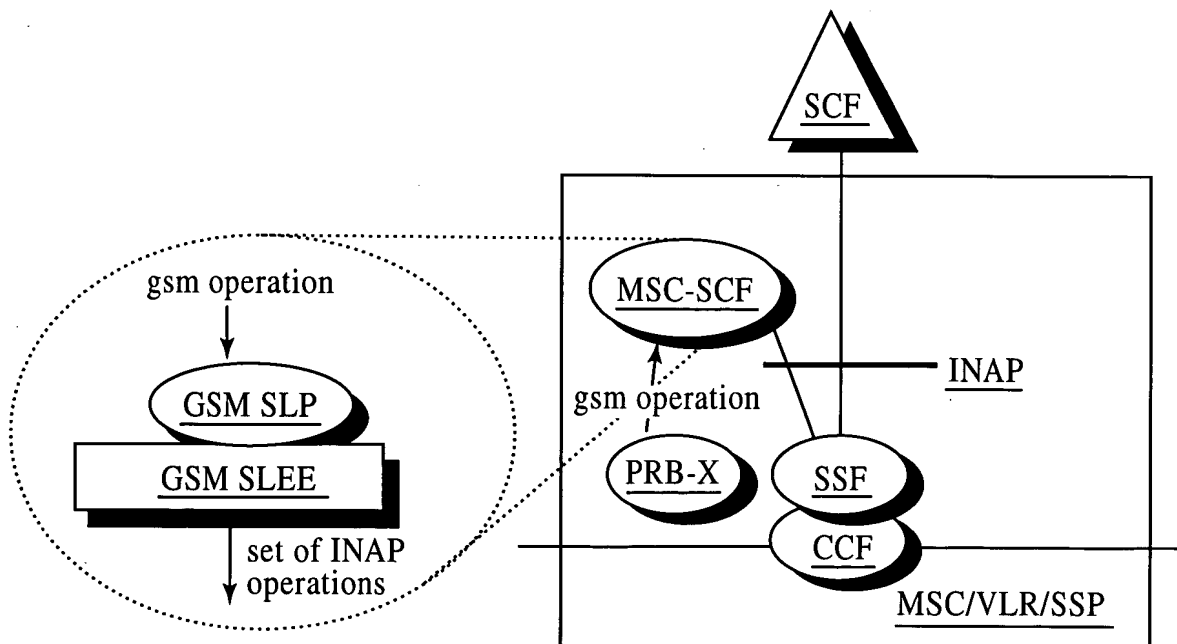 SCF
gsm operation
MSC-SCF
GSM SLP
gsm operation
INAP
GSM SLEE
PRB-X
SSF
set of INAP
operations
CCF
MSC/VLR/SSP